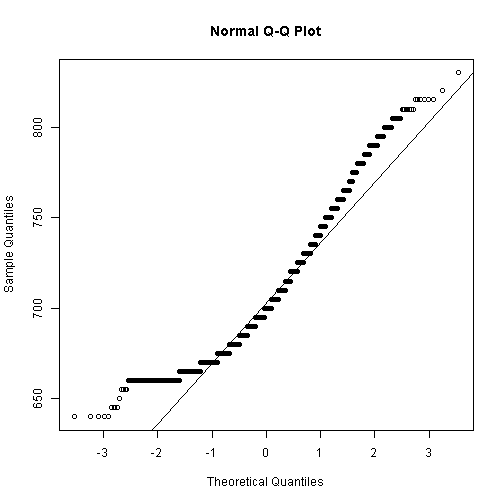 Normal Q-Q Plot
800
750
700
650
Sample Quantiles
-3 -2 -1 0 1 2 3
Theoretical Quantiles